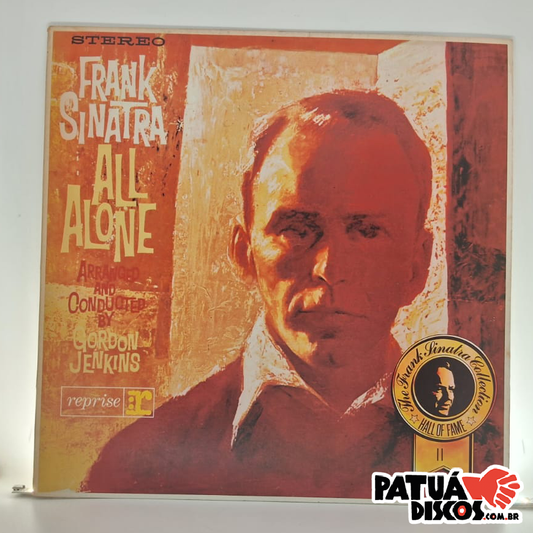 STEREO
FRANK
SINATRA
ALL
ALONE
ARRANGED
AND
CONDUCTED
BY
GORDON
JENKINS
reprise
The Frank Sinatra Collection
HALL OF FAME
II
PATUÁ
DISCOS.COM.BR